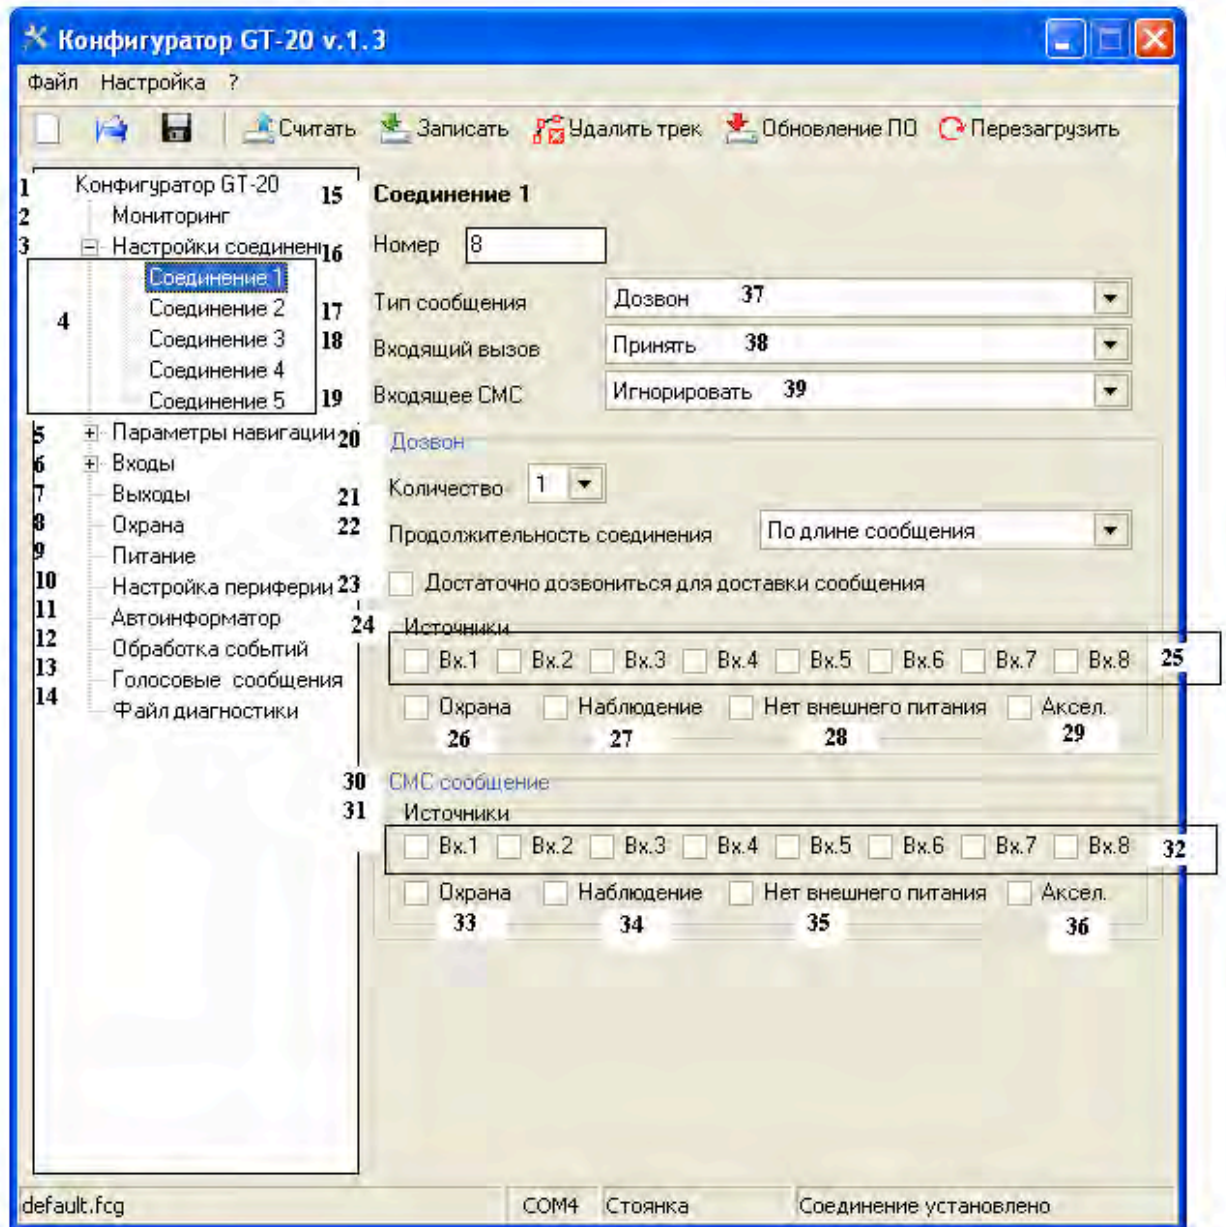 Конфигуратор GT-20 v.1.3
Файл Настройка ?
Считать Записать Удалить трек Обновление ПО Перезагрузить
1 Конфигуратор GT-20
2 Мониторинг
3 Настройки соединени
4
Соединение 1
Соединение 2
Соединение 3
Соединение 4
Соединение 5
5 Параметры навигации
6 Входы
7 Выходы
8 Охрана
9 Питание
10 Настройка периферии
11 Автоинформатор
12 Обработка событий
13 Голосовые сообщения
14 Файл диагностики
15 Соединение 1
16 Номер 8
17 Тип сообщения Дозвон 37
18 Входящий вызов Принять 38
19 Входящее СМС Игнорировать 39
20 Дозвон
21 Количество 1
22 Продолжительность соединения По длине сообщения
23 Достаточно дозвониться для доставки сообщения
24 Источники
Вх.1 Вх.2 Вх.3 Вх.4 Вх.5 Вх.6 Вх.7 Вх.8 25
Охрана Наблюдение Нет внешнего питания Аксел.
26 27 28 29
30 СМС сообщение
31 Источники
Вх.1 Вх.2 Вх.3 Вх.4 Вх.5 Вх.6 Вх.7 Вх.8 32
Охрана Наблюдение Нет внешнего питания Аксел.
33 34 35 36
default.fcg COM4 Стоянка Соединение установлено